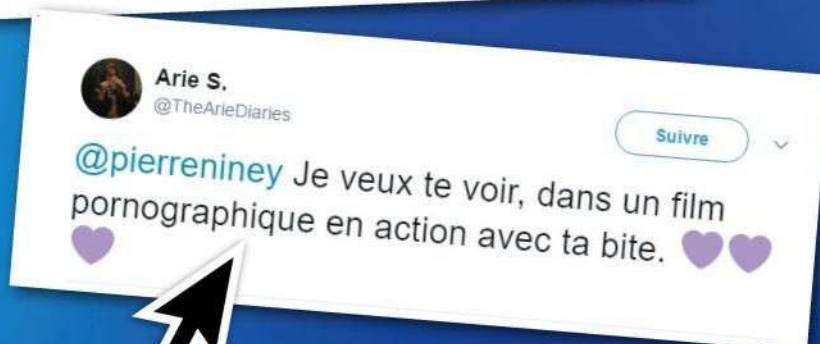 Arie S.
@TheArieDiaries
Suivre
@pierreniney Je veux te voir, dans un film
pornographique en action avec ta bite. 💜💜
💜